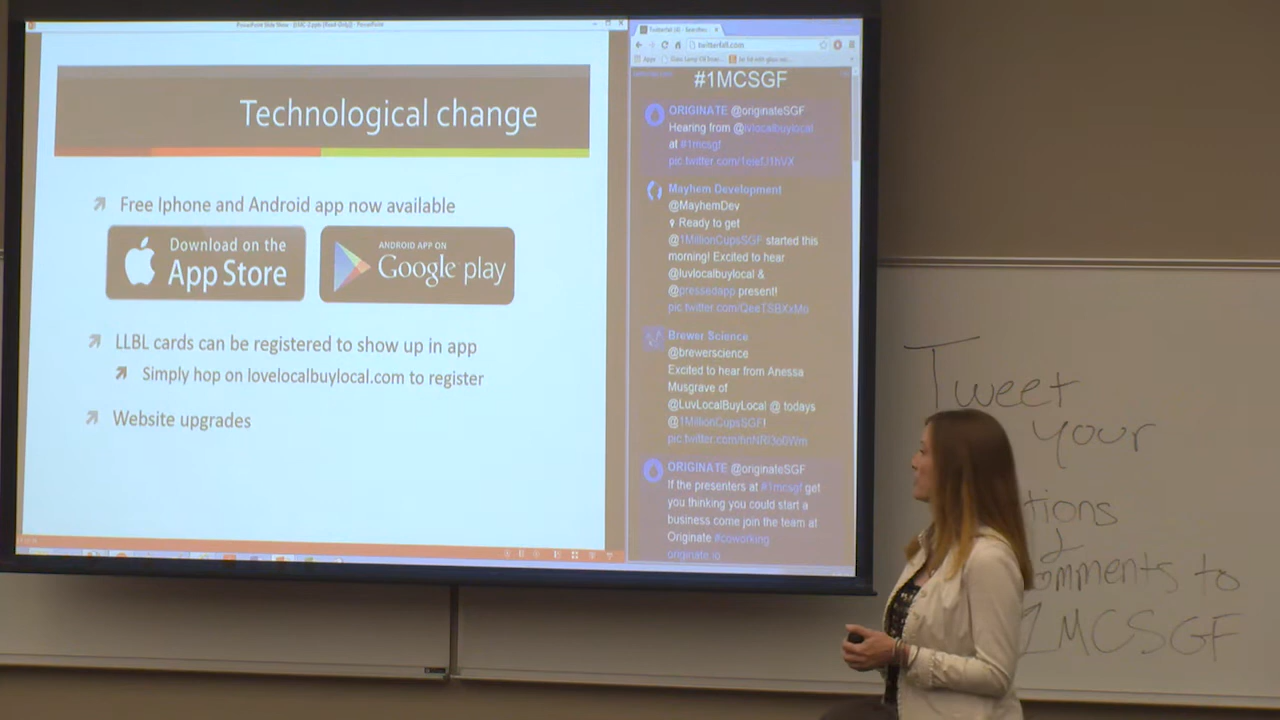 Technological change
Free Iphone and Android app now available
Download on the
App Store
ANDROID APP ON
Google play
LLBL cards can be registered to show up in app
Simply hop on lovelocalbuylocal.com to register
Website upgrades
twitterfall.com
Apps
#1MCSGF
ORIGINATE @originateSGF
Hearing from @lvlocalbuylocal
at #1mcsgf
Mayhem Development
@MayhemDev
Ready to get
@1MillionCupsSGF started this
morning! Excited to hear
@luvlocalbuylocal &
@pressedapp present!
Brewer Science
@brewerscience
Excited to hear from Anessa
Musgrave of
@LuvLocalBuyLocal @ todays
@1MillionCupsSGF!
ORIGINATE @originateSGF
If the presenters at #1mcsgf get
you thinking you could start a
business come join the team at
Originate #coworking
originate.io
Tweet
your
tions
&
omments to
1MCSGF